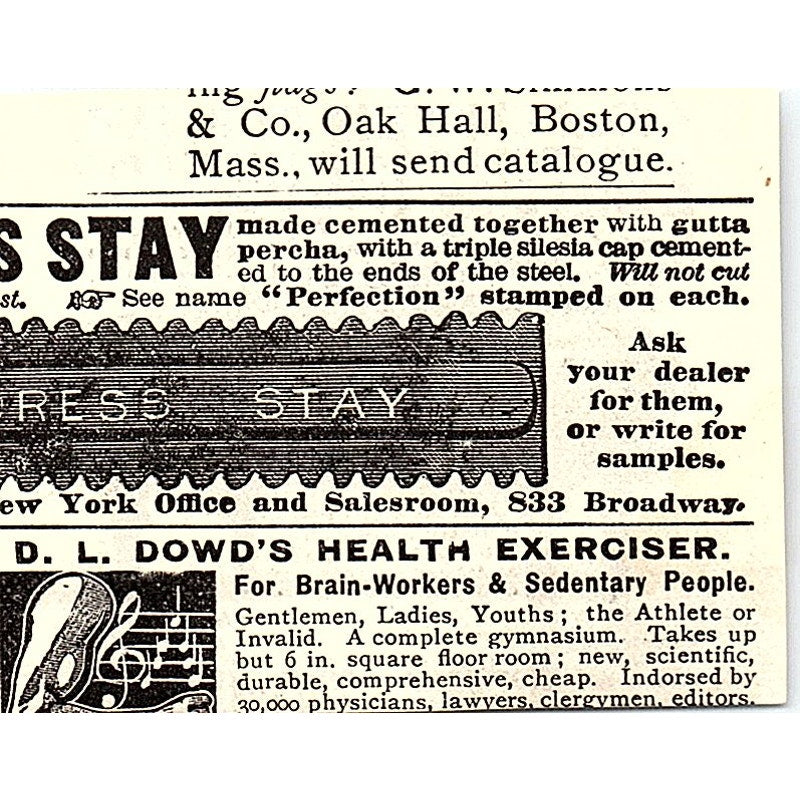 ing flags? G. W. Simmons
& Co., Oak Hall, Boston,
Mass., will send catalogue.
S STAY
made cemented together with gutta
percha, with a triple silesia cap cement-
ed to the ends of the steel. Will not cut
st. ☞ See name “Perfection” stamped on each.
DRESS STAY
Ask
your dealer
for them,
or write for
samples.
ew York Office and Salesroom, 833 Broadway.
D. L. DOWD'S HEALTH EXERCISER.
For Brain-Workers & Sedentary People.
Gentlemen, Ladies, Youths; the Athlete or
Invalid. A complete gymnasium. Takes up
but 6 in. square floor room; new, scientific,
durable, comprehensive, cheap. Indorsed by
30,000 physicians, lawyers, clergymen, editors.